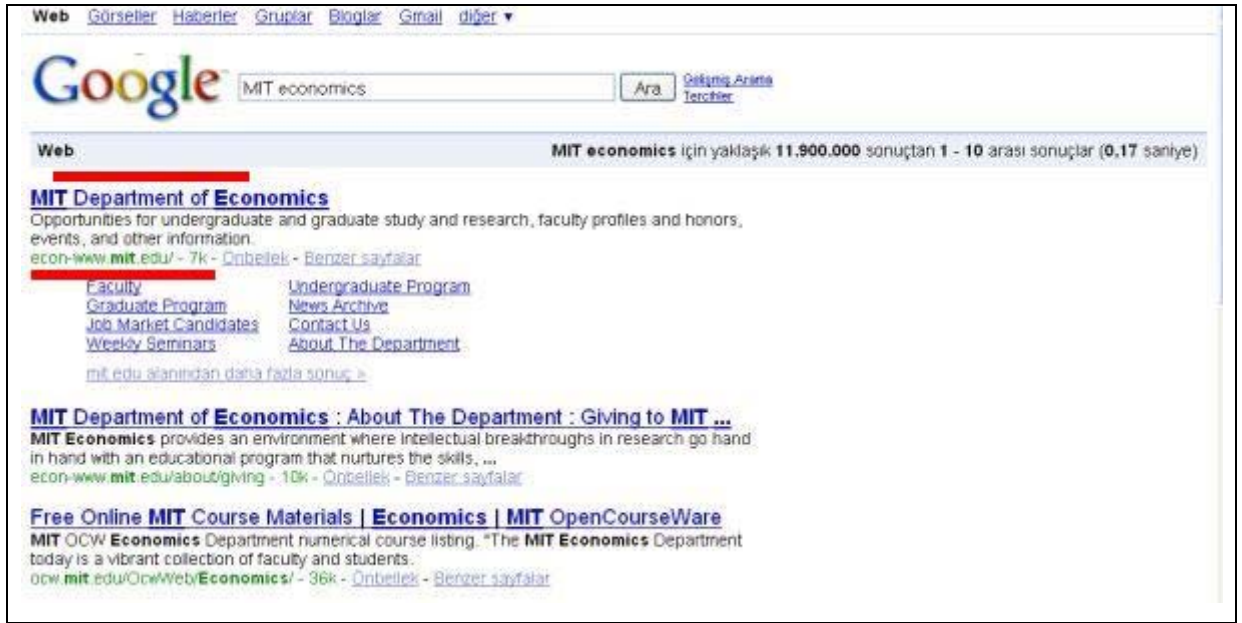 Web Görseller Haberler Gruplar Bloglar Gmail diğer ▼
Google MIT economics Ara Gelişmiş Arama
Tercihler
Web MIT economics için yaklaşık 11.900.000 sonuçtan 1 - 10 arası sonuçlar (0,17 saniye)
MIT Department of Economics
Opportunities for undergraduate and graduate study and research, faculty profiles and honors,
events, and other information.
econ-www.mit.edu/ - 7k - Önbellek - Benzer sayfalar
Faculty Undergraduate Program
Graduate Program News Archive
Job Market Candidates Contact Us
Weekly Seminars About The Department
mit.edu alanından daha fazla sonuç »
MIT Department of Economics : About The Department : Giving to MIT ...
MIT Economics provides an environment where intellectual breakthroughs in research go hand
in hand with an educational program that nurtures the skills, ...
econ-www.mit.edu/about/giving - 10k - Önbellek - Benzer sayfalar
Free Online MIT Course Materials | Economics | MIT OpenCourseWare
MIT OCW Economics Department numerical course listing. "The MIT Economics Department
today is a vibrant collection of faculty and students.
ocw.mit.edu/OcwWeb/Economics/ - 36k - Önbellek - Benzer sayfalar